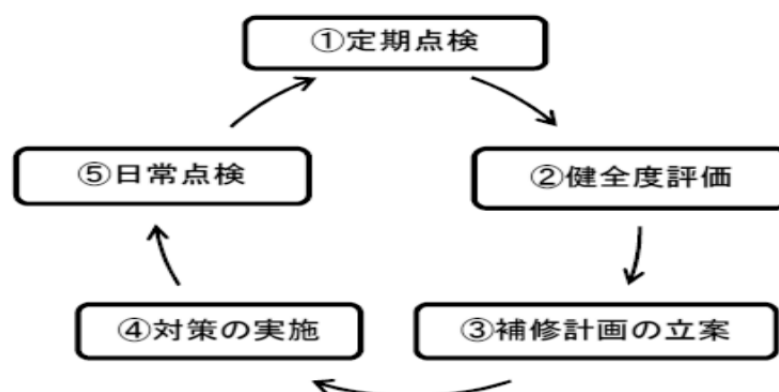 ①定期点検
②健全度評価
③補修計画の立案
④対策の実施
⑤日常点検